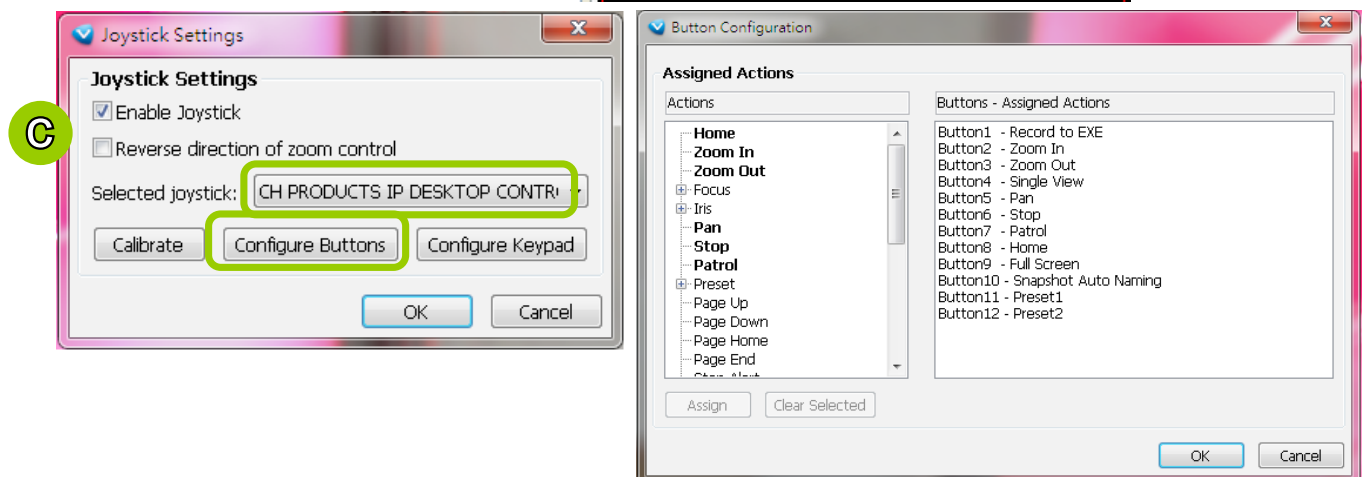 Joystick Settings
Joystick Settings
Enable Joystick
Reverse direction of zoom control
Selected joystick: CH PRODUCTS IP DESKTOP CONTR
Calibrate Configure Buttons Configure Keypad
OK Cancel
C
Button Configuration
Assigned Actions
Actions
Home
Zoom In
Zoom Out
Focus
Iris
Pan
Stop
Patrol
Preset
Page Up
Page Down
Page Home
Page End
Buttons - Assigned Actions
Button1 - Record to EXE
Button2 - Zoom In
Button3 - Zoom Out
Button4 - Single View
Button5 - Pan
Button6 - Stop
Button7 - Patrol
Button8 - Home
Button9 - Full Screen
Button10 - Snapshot Auto Naming
Button11 - Preset1
Button12 - Preset2
Assign Clear Selected
OK Cancel